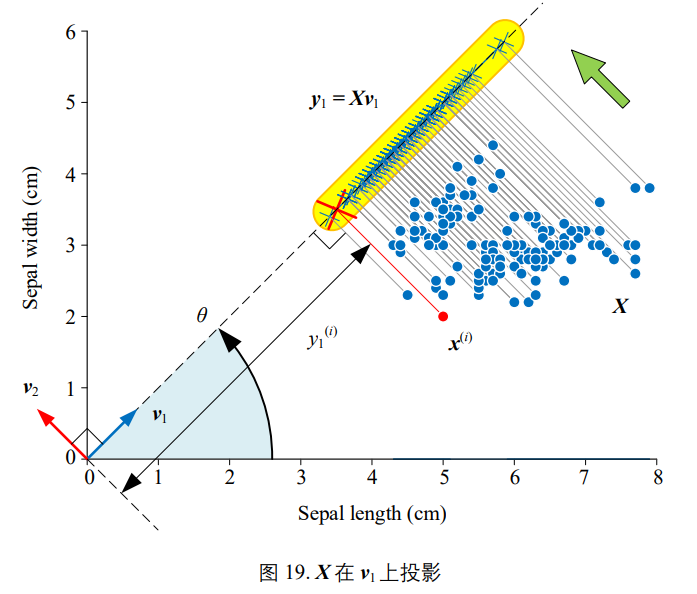 6
y₁ = Xv₁
5
4
Sepal width (cm)
3
X
θ
2
y₁⁽ⁱ⁾
x⁽ⁱ⁾
v₂
1
v₁
0
0 1 2 3 4 5 6 7 8
Sepal length (cm)
图 19. X 在 v₁ 上投影